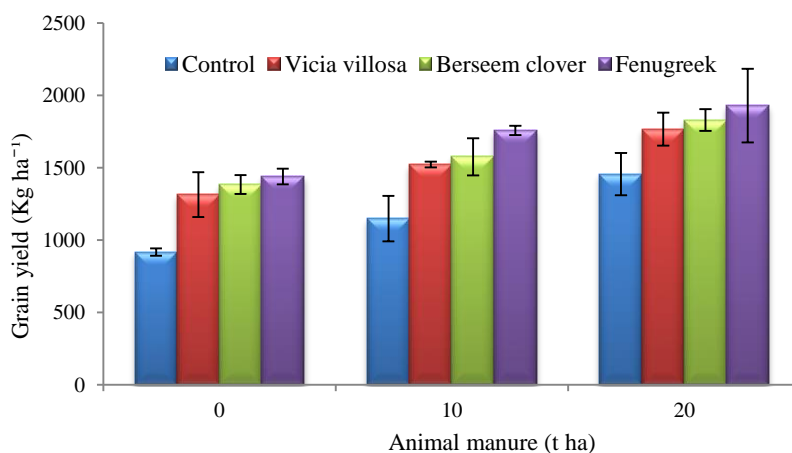 2500
2000
1500
1000
500
0
Grain yield (Kg ha⁻¹)
Control Vicia villosa Berseem clover Fenugreek
0 10 20
Animal manure (t ha)